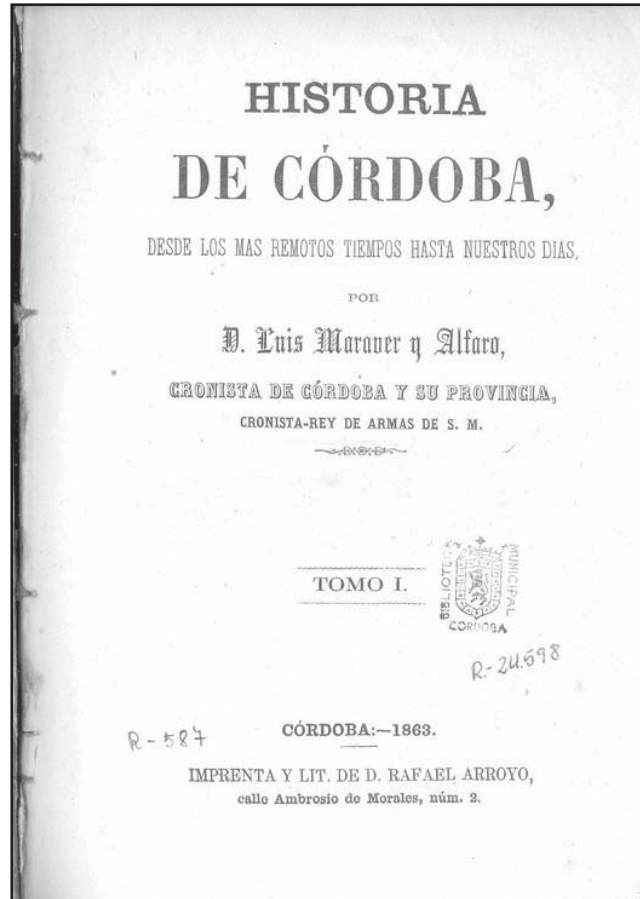 HISTORIA
DE CÓRDOBA,
DESDE LOS MAS REMOTOS TIEMPOS HASTA NUESTROS DIAS,
POR
D. Luis Maraver y Alfaro,
CRONISTA DE CÓRDOBA Y SU PROVINCIA,
CRONISTA-REY DE ARMAS DE S. M.
TOMO I.
BIBLIOTECA MUNICIPAL
CORDOBA
R.- 24.598
R - 587
CÓRDOBA:—1863.
IMPRENTA Y LIT. DE D. RAFAEL ARROYO,
calle Ambrosio de Morales, núm. 2.